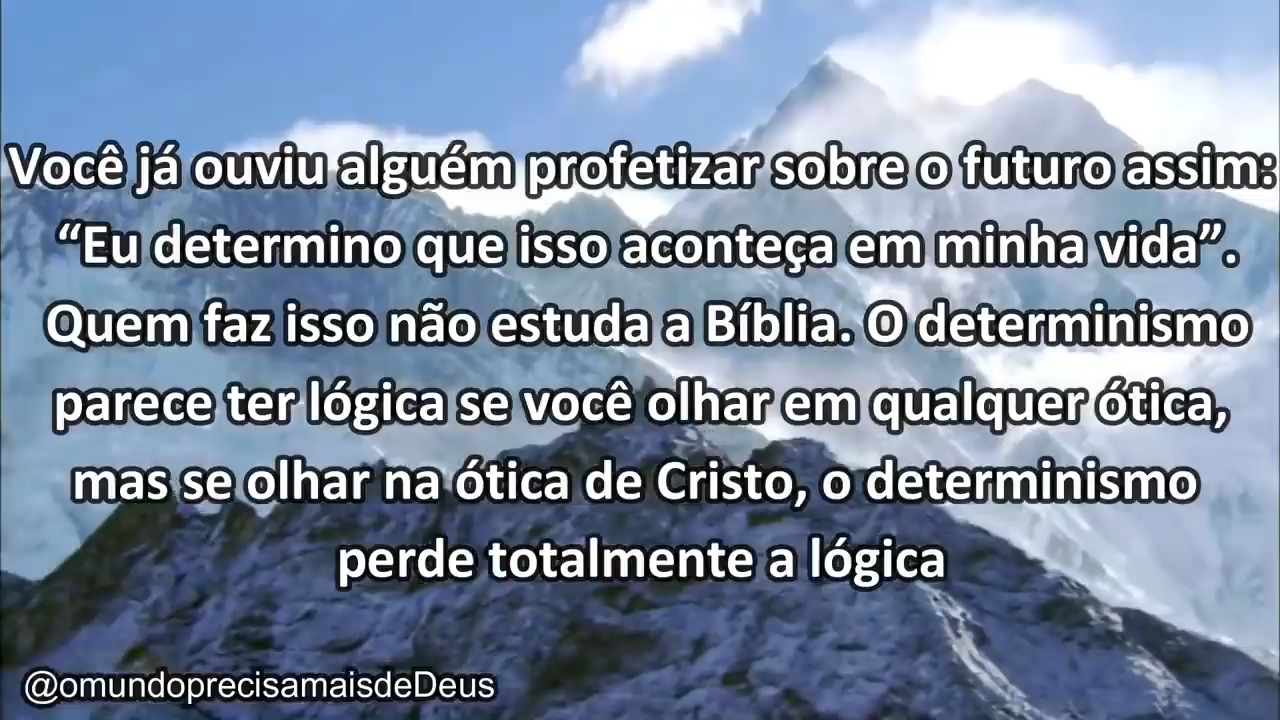 Você já ouviu alguém profetizar sobre o futuro assim:
“Eu determino que isso aconteça em minha vida”.
Quem faz isso não estuda a Bíblia. O determinismo
parece ter lógica se você olhar em qualquer ótica,
mas se olhar na ótica de Cristo, o determinismo
perde totalmente a lógica
@omundoprecisamaisdeDeus